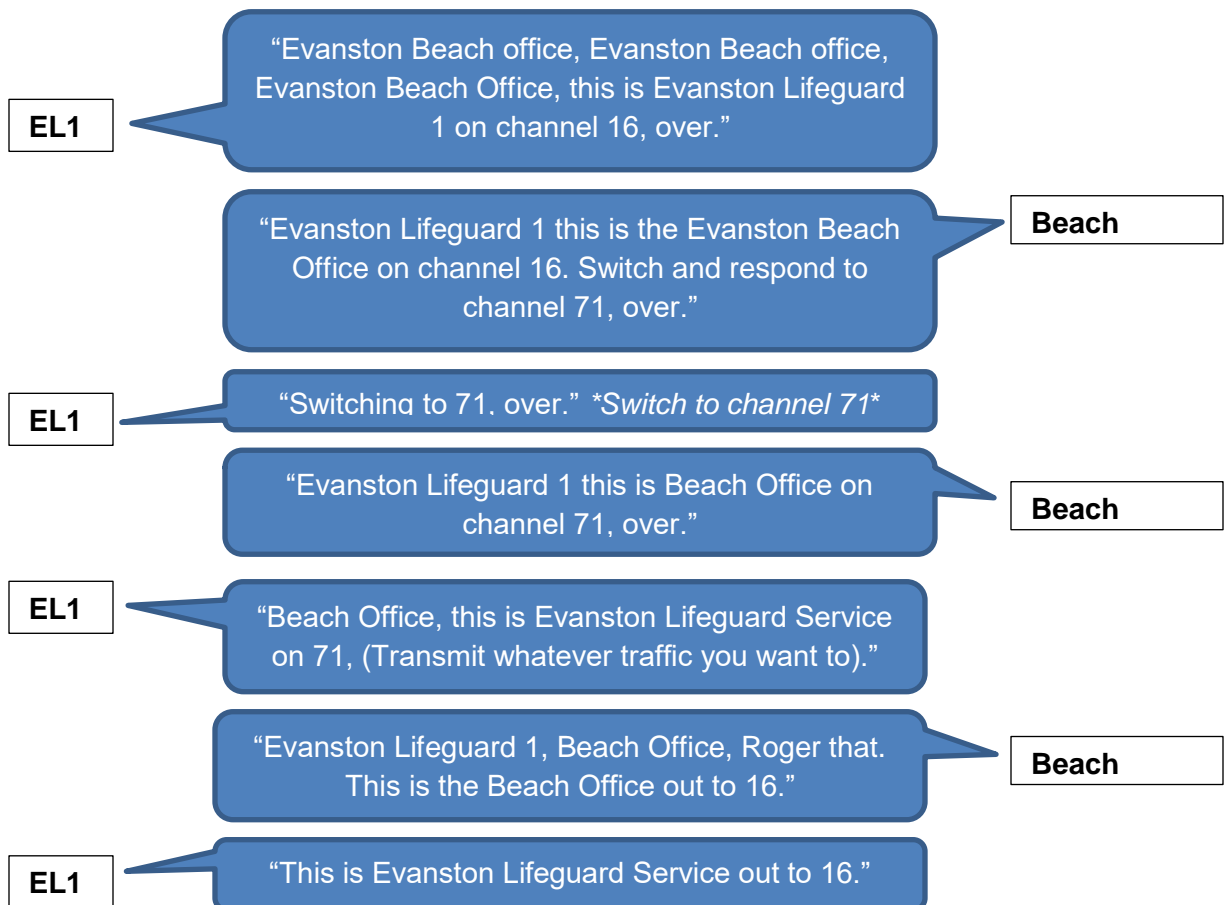 “Evanston Beach office, Evanston Beach office,
Evanston Beach Office, this is Evanston Lifeguard
1 on channel 16, over.”
EL1
“Evanston Lifeguard 1 this is the Evanston Beach
Office on channel 16. Switch and respond to
channel 71, over.”
Beach
“Switching to 71, over.” *Switch to channel 71*
EL1
“Evanston Lifeguard 1 this is Beach Office on
channel 71, over.”
Beach
EL1
“Beach Office, this is Evanston Lifeguard Service
on 71, (Transmit whatever traffic you want to).”
“Evanston Lifeguard 1, Beach Office, Roger that.
This is the Beach Office out to 16.”
Beach
“This is Evanston Lifeguard Service out to 16.”
EL1